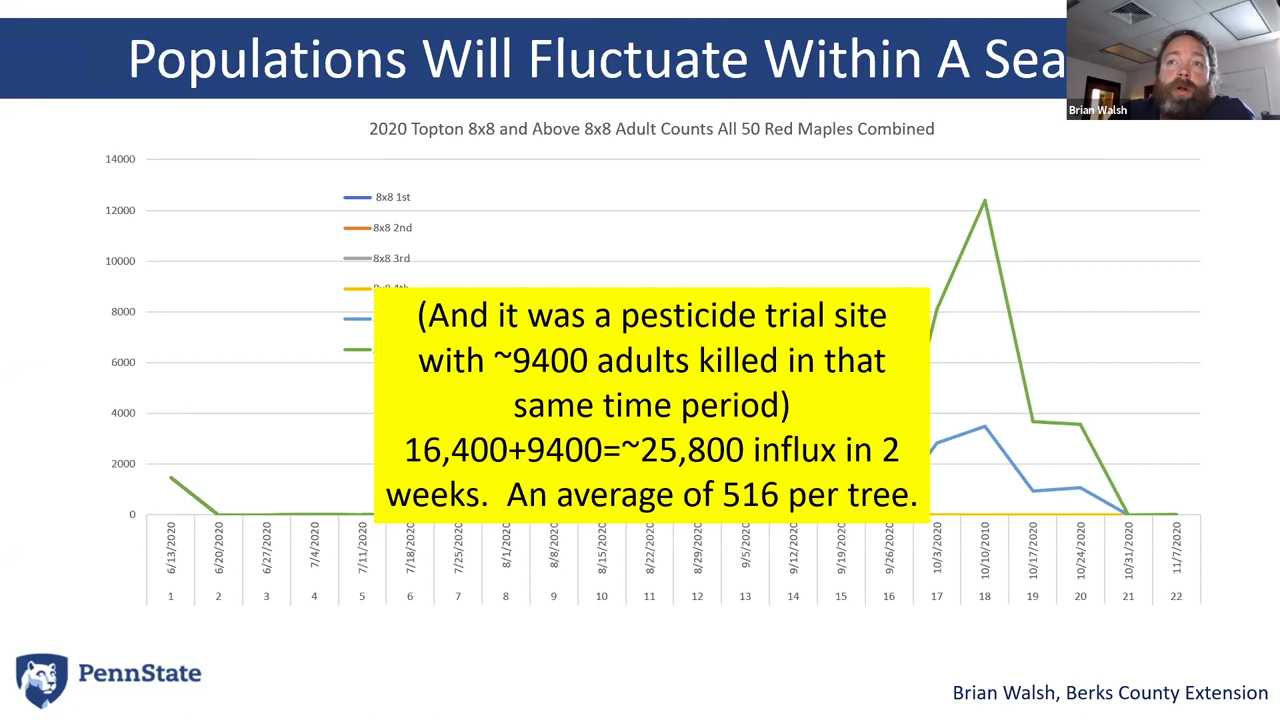 Populations Will Fluctuate Within A Sea
Brian Walsh
2020 Topton 8x8 and Above 8x8 Adult Counts All 50 Red Maples Combined
14000
12000
10000
8000
6000
4000
2000
0
8x8 1st
8x8 2nd
8x8 3rd
8x8 4th
(And it was a pesticide trial site
with ~9400 adults killed in that
same time period)
16,400+9400=~25,800 influx in 2
weeks. An average of 516 per tree.
6/13/2020 6/20/2020 6/27/2020 7/4/2020 7/11/2020 7/18/2020 7/25/2020 8/1/2020 8/8/2020 8/15/2020 8/22/2020 8/29/2020 9/5/2020 9/12/2020 9/19/2020 9/26/2020 10/3/2020 10/10/2010 10/17/2020 10/24/2020 10/31/2020 11/7/2020
1 2 3 4 5 6 7 8 9 10 11 12 13 14 15 16 17 18 19 20 21 22
PennState
Brian Walsh, Berks County Extension